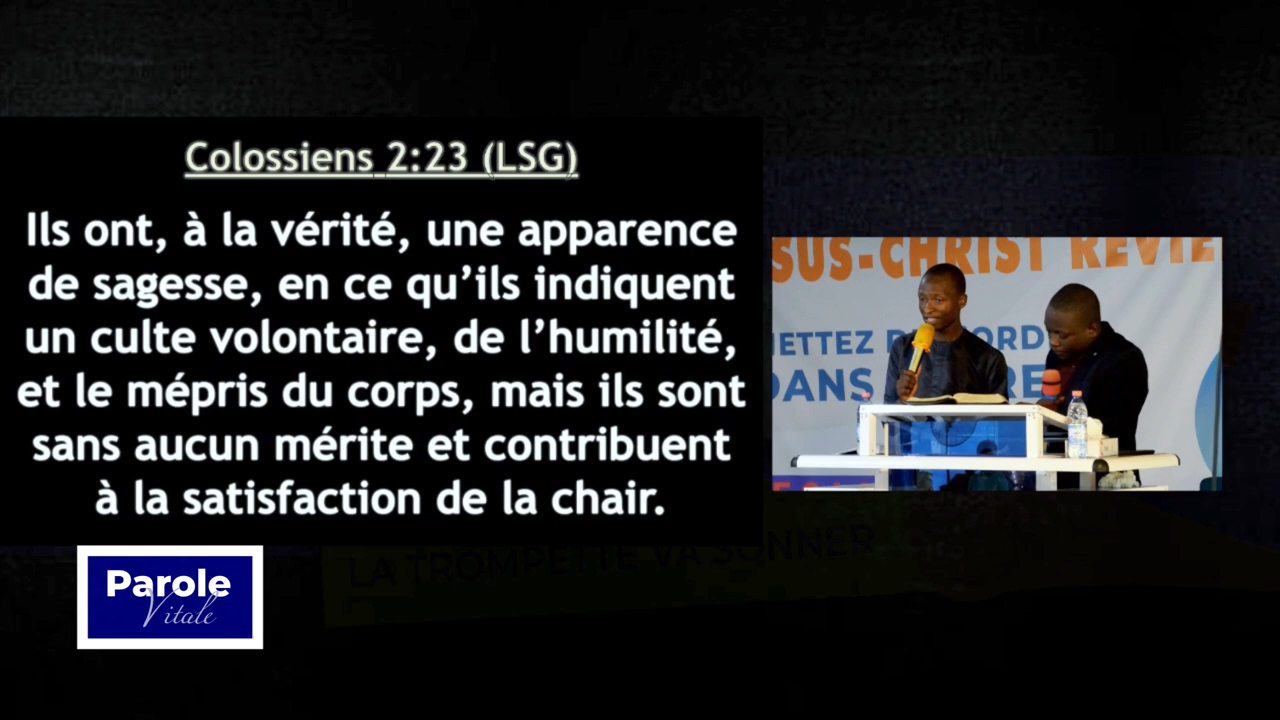 Colossiens 2:23 (LSG)
Ils ont, à la vérité, une apparence
de sagesse, en ce qu’ils indiquent
un culte volontaire, de l’humilité,
et le mépris du corps, mais ils sont
sans aucun mérite et contribuent
à la satisfaction de la chair.
SUS-CHRIST REVIE
METTEZ
DANS
LA TROMPETTE VA SONNER
Parole
Vitale